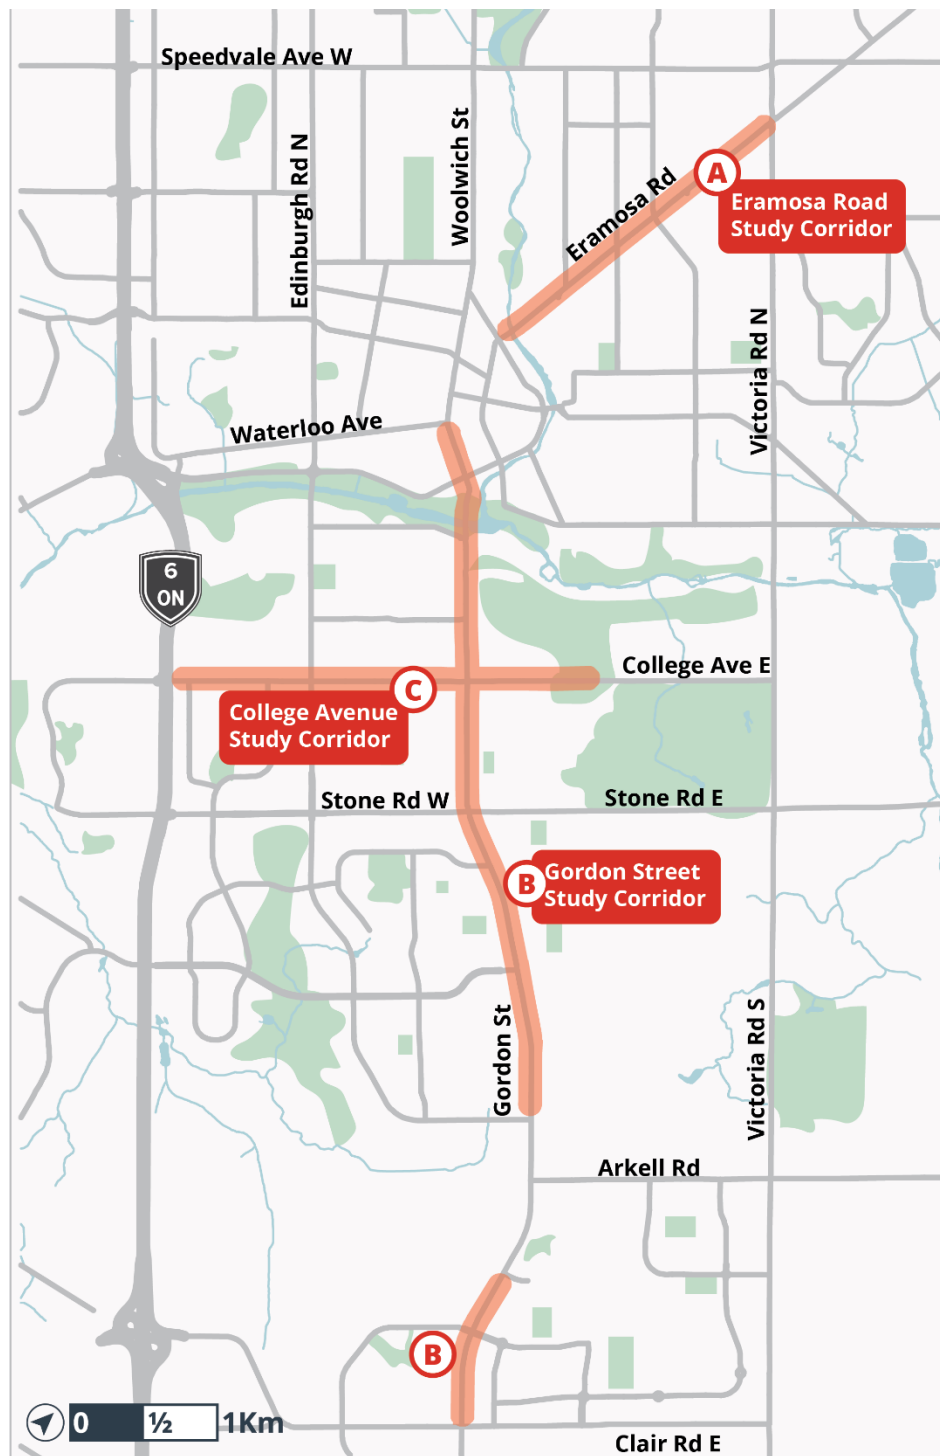 Speedvale Ave W
Woolwich St
Edinburgh Rd N
Eramosa Rd
A
Eramosa Road
Study Corridor
Victoria Rd N
Waterloo Ave
6
ON
College Ave E
C
College Avenue
Study Corridor
Stone Rd W
Stone Rd E
B
Gordon Street
Study Corridor
Gordon St
Victoria Rd S
Arkell Rd
B
0 ½ 1Km
Clair Rd E